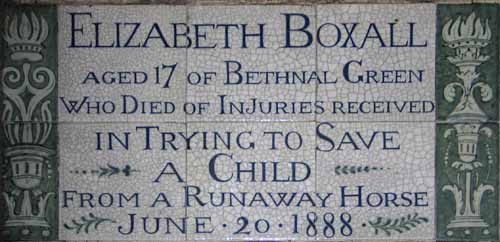 ELIZABETH BOXALL
AGED 17 OF BETHNAL GREEN
WHO DIED OF INJURIES RECEIVED
IN TRYING TO SAVE
A CHILD
FROM A RUNAWAY HORSE
JUNE · 20 · 1888